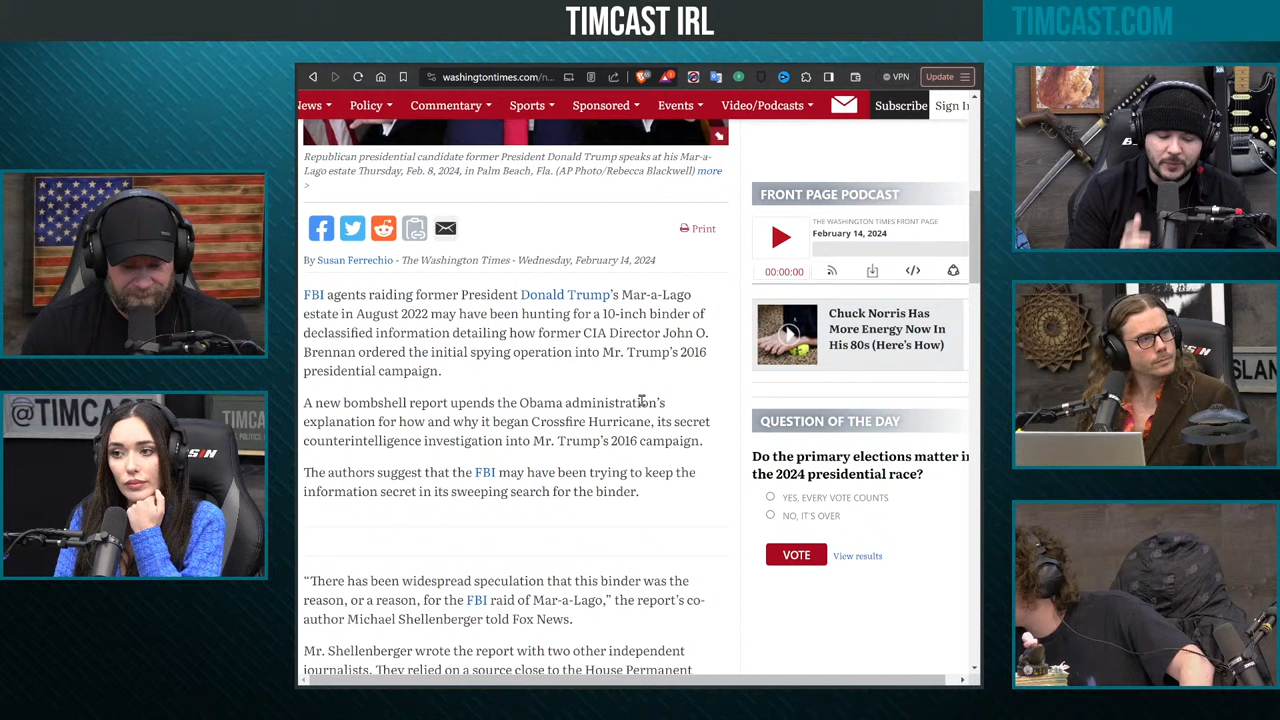 TIMCAST IRL
TIMCAST.COM
washingtontimes.com/n...
VPN
Update
News
Policy
Commentary
Sports
Sponsored
Events
Video/Podcasts
Subscribe
Sign In
Republican presidential candidate former President Donald Trump speaks at his Mar-a-
Lago estate Thursday, Feb. 8, 2024, in Palm Beach, Fla. (AP Photo/Rebecca Blackwell) more
>
Print
By Susan Ferrechio - The Washington Times - Wednesday, February 14, 2024
FBI agents raiding former President Donald Trump's Mar-a-Lago
estate in August 2022 may have been hunting for a 10-inch binder of
declassified information detailing how former CIA Director John O.
Brennan ordered the initial spying operation into Mr. Trump's 2016
presidential campaign.
A new bombshell report upends the Obama administration's
explanation for how and why it began Crossfire Hurricane, its secret
counterintelligence investigation into Mr. Trump's 2016 campaign.
The authors suggest that the FBI may have been trying to keep the
information secret in its sweeping search for the binder.
“There has been widespread speculation that this binder was the
reason, or a reason, for the FBI raid of Mar-a-Lago,” the report's co-
author Michael Shellenberger told Fox News.
Mr. Shellenberger wrote the report with two other independent
journalists. They relied on a source close to the House Permanent
FRONT PAGE PODCAST
THE WASHINGTON TIMES FRONT PAGE
February 14, 2024
00:00:00
Chuck Norris Has
More Energy Now In
His 80s (Here's How)
QUESTION OF THE DAY
Do the primary elections matter in
the 2024 presidential race?
YES, EVERY VOTE COUNTS
NO, IT'S OVER
VOTE
View results
@TIMCAST
TIMCAST